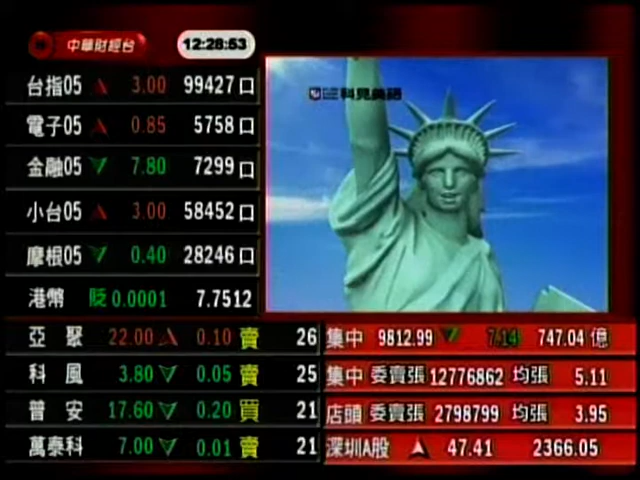 中華財經台 12:28:53
台指05 3.00 99427口
電子05 0.85 5758口
金融05 7.80 7299口
小台05 3.00 58452口
摩根05 0.40 28246口
港幣 貶0.0001 7.7512
科見美語
亞聚 22.00 0.10 賣 26
科風 3.80 0.05 賣 25
普安 17.60 0.20 買 21
萬泰科 7.00 0.01 賣 21
集中 9812.99 7.14 747.04億
集中 委賣張 12776862 均張 5.11
店頭 委賣張 2798799 均張 3.95
深圳A股 47.41 2366.05